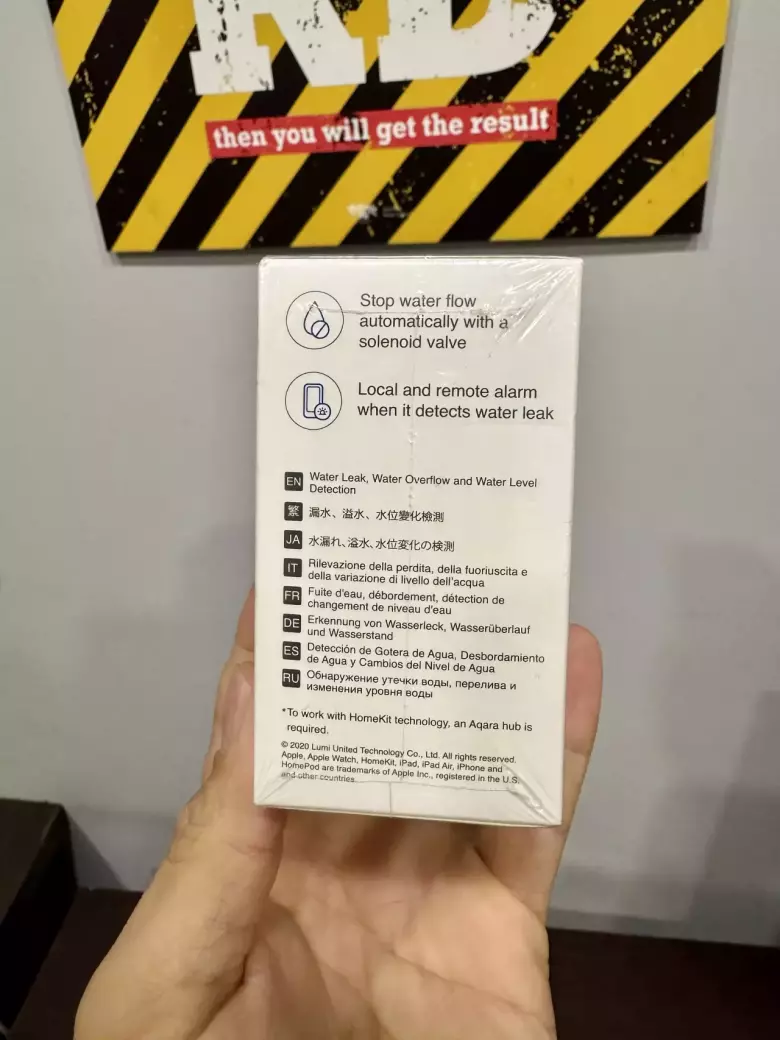 then you will get the result
Stop water flow
automatically with a
solenoid valve
Local and remote alarm
when it detects water leak
EN Water Leak, Water Overflow and Water Level
Detection
繁 漏水、溢水、水位變化檢測
JA 水漏れ、溢水、水位変化の検測
IT Rilevazione della perdita, della fuoriuscita e
della variazione di livello dell'acqua
FR Fuite d'eau, débordement, détection de
changement de niveau d'eau
DE Erkennung von Wasserleck, Wasserüberlauf
und Wasserstand
ES Detección de Gotera de Agua, Desbordamiento
de Agua y Cambios del Nivel de Agua
RU Обнаружение утечки воды, перелива и
изменения уровня воды
*To work with HomeKit technology, an Aqara hub is
required.
© 2020 Lumi United Technology Co., Ltd. All rights reserved.
Apple, Apple Watch, HomeKit, iPad, iPad Air, iPhone and
HomePod are trademarks of Apple Inc., registered in the U.S.
and other countries.